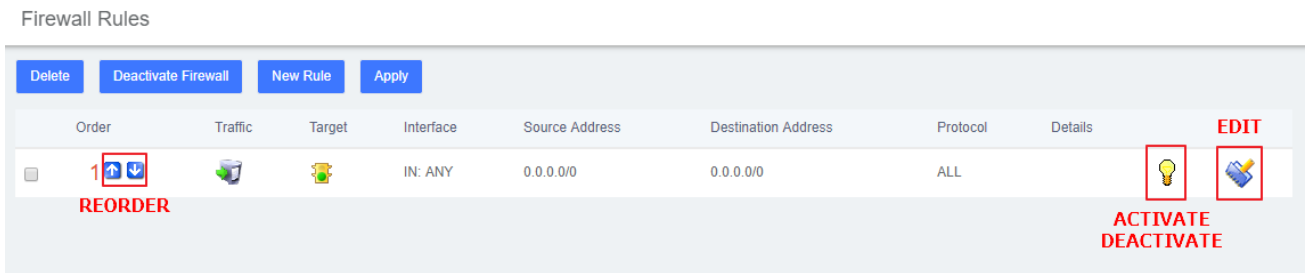 Firewall Rules
Delete Deactivate Firewall New Rule Apply
Order Traffic Target Interface Source Address Destination Address Protocol Details EDIT
1 IN: ANY 0.0.0.0/0 0.0.0.0/0 ALL
REORDER
ACTIVATE
DEACTIVATE